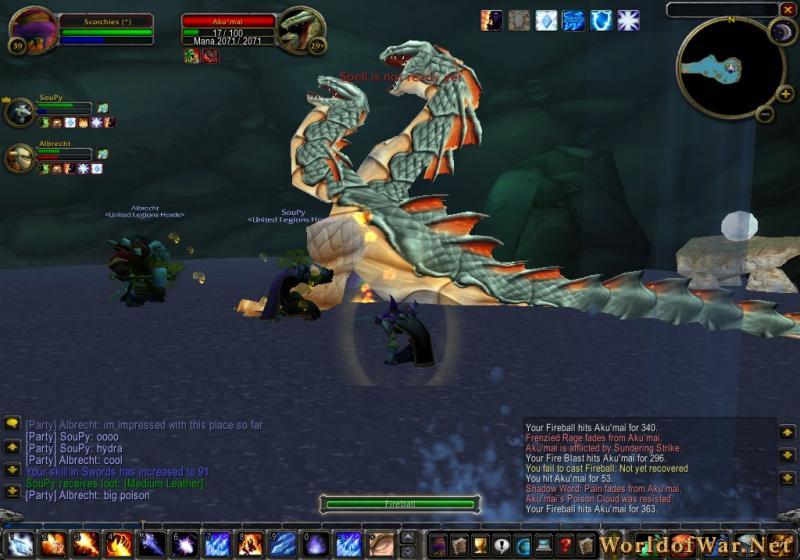 Scorchies (*)
39
Aku'mai
17 / 100
Mana 2071 / 2071
29+
N
Spell is not ready yet
SouPy
Albrecht
Albrecht
<United Legions Horde>
SouPy
<United Legions Ho
[Party] Albrecht: im impressed with this place so far
[Party] SouPy: oooo
[Party] SouPy: hydra
[Party] Albrecht: cool
Your skill in Swords has increased to 91
SouPy receives loot: [Medium Leather]
[Party] Albrecht: big poison
Your Fireball hits Aku'mai for 340.
Frenzied Rage fades from Aku'mai.
Aku'mai is afflicted by Sundering Strike.
Your Fire Blast hits Aku'mai for 296.
You fail to cast Fireball: Not yet recovered
You hit Aku'mai for 53.
Shadow Word: Pain fades from Aku'mai.
Aku'mai's Poison Cloud was resisted.
Your Fireball hits Aku'mai for 363.
Fireball
WorldofWar.Net